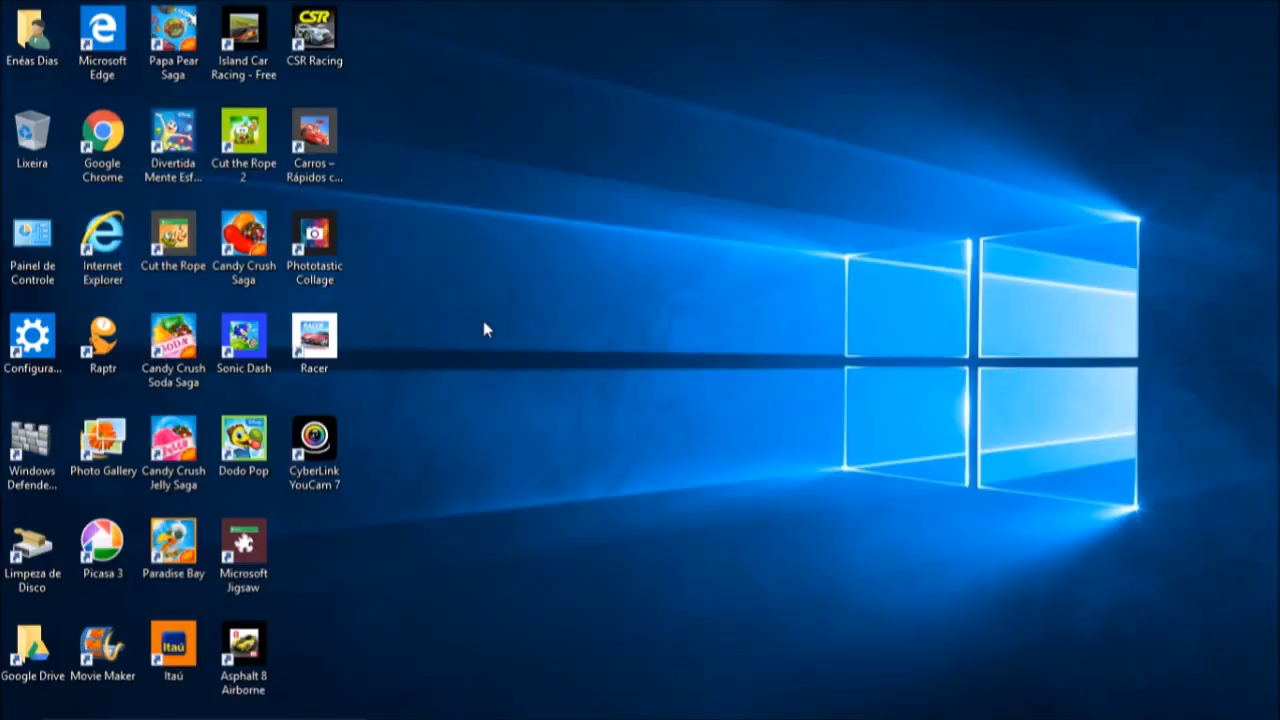 Enéas Dias
Microsoft
Edge
Papa Pear
Saga
Island Car
Racing - Free
CSR
CSR Racing
Lixeira
Google
Chrome
Divertida
Mente Esf...
Cut the Rope
2
Carros –
Rápidos c...
Painel de
Controle
Internet
Explorer
Cut the Rope
Candy Crush
Saga
Phototastic
Collage
Configura...
Raptr
SODA
Candy Crush
Soda Saga
Sonic Dash
RACER
Racer
Windows
Defende...
Photo Gallery
Candy Crush
Jelly Saga
Dodo Pop
CyberLink
YouCam 7
Limpeza de
Disco
Picasa 3
Paradise Bay
Microsoft
Jigsaw
Google Drive
Movie Maker
Itaú
Itaú
Asphalt 8
Airborne